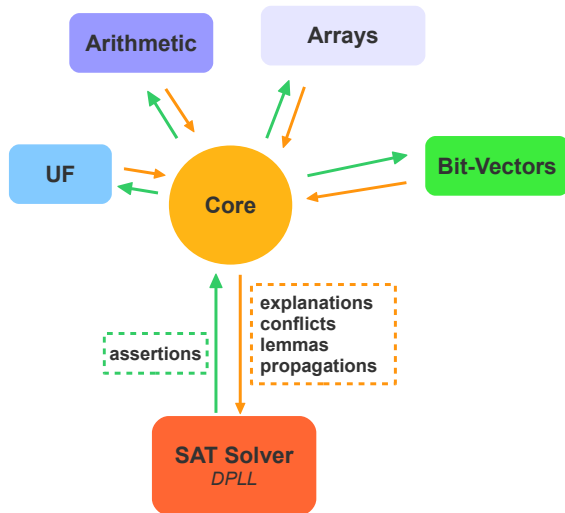 Arithmetic
Arrays
UF
Core
Bit-Vectors
assertions
explanations
conflicts
lemmas
propagations
SAT Solver
DPLL